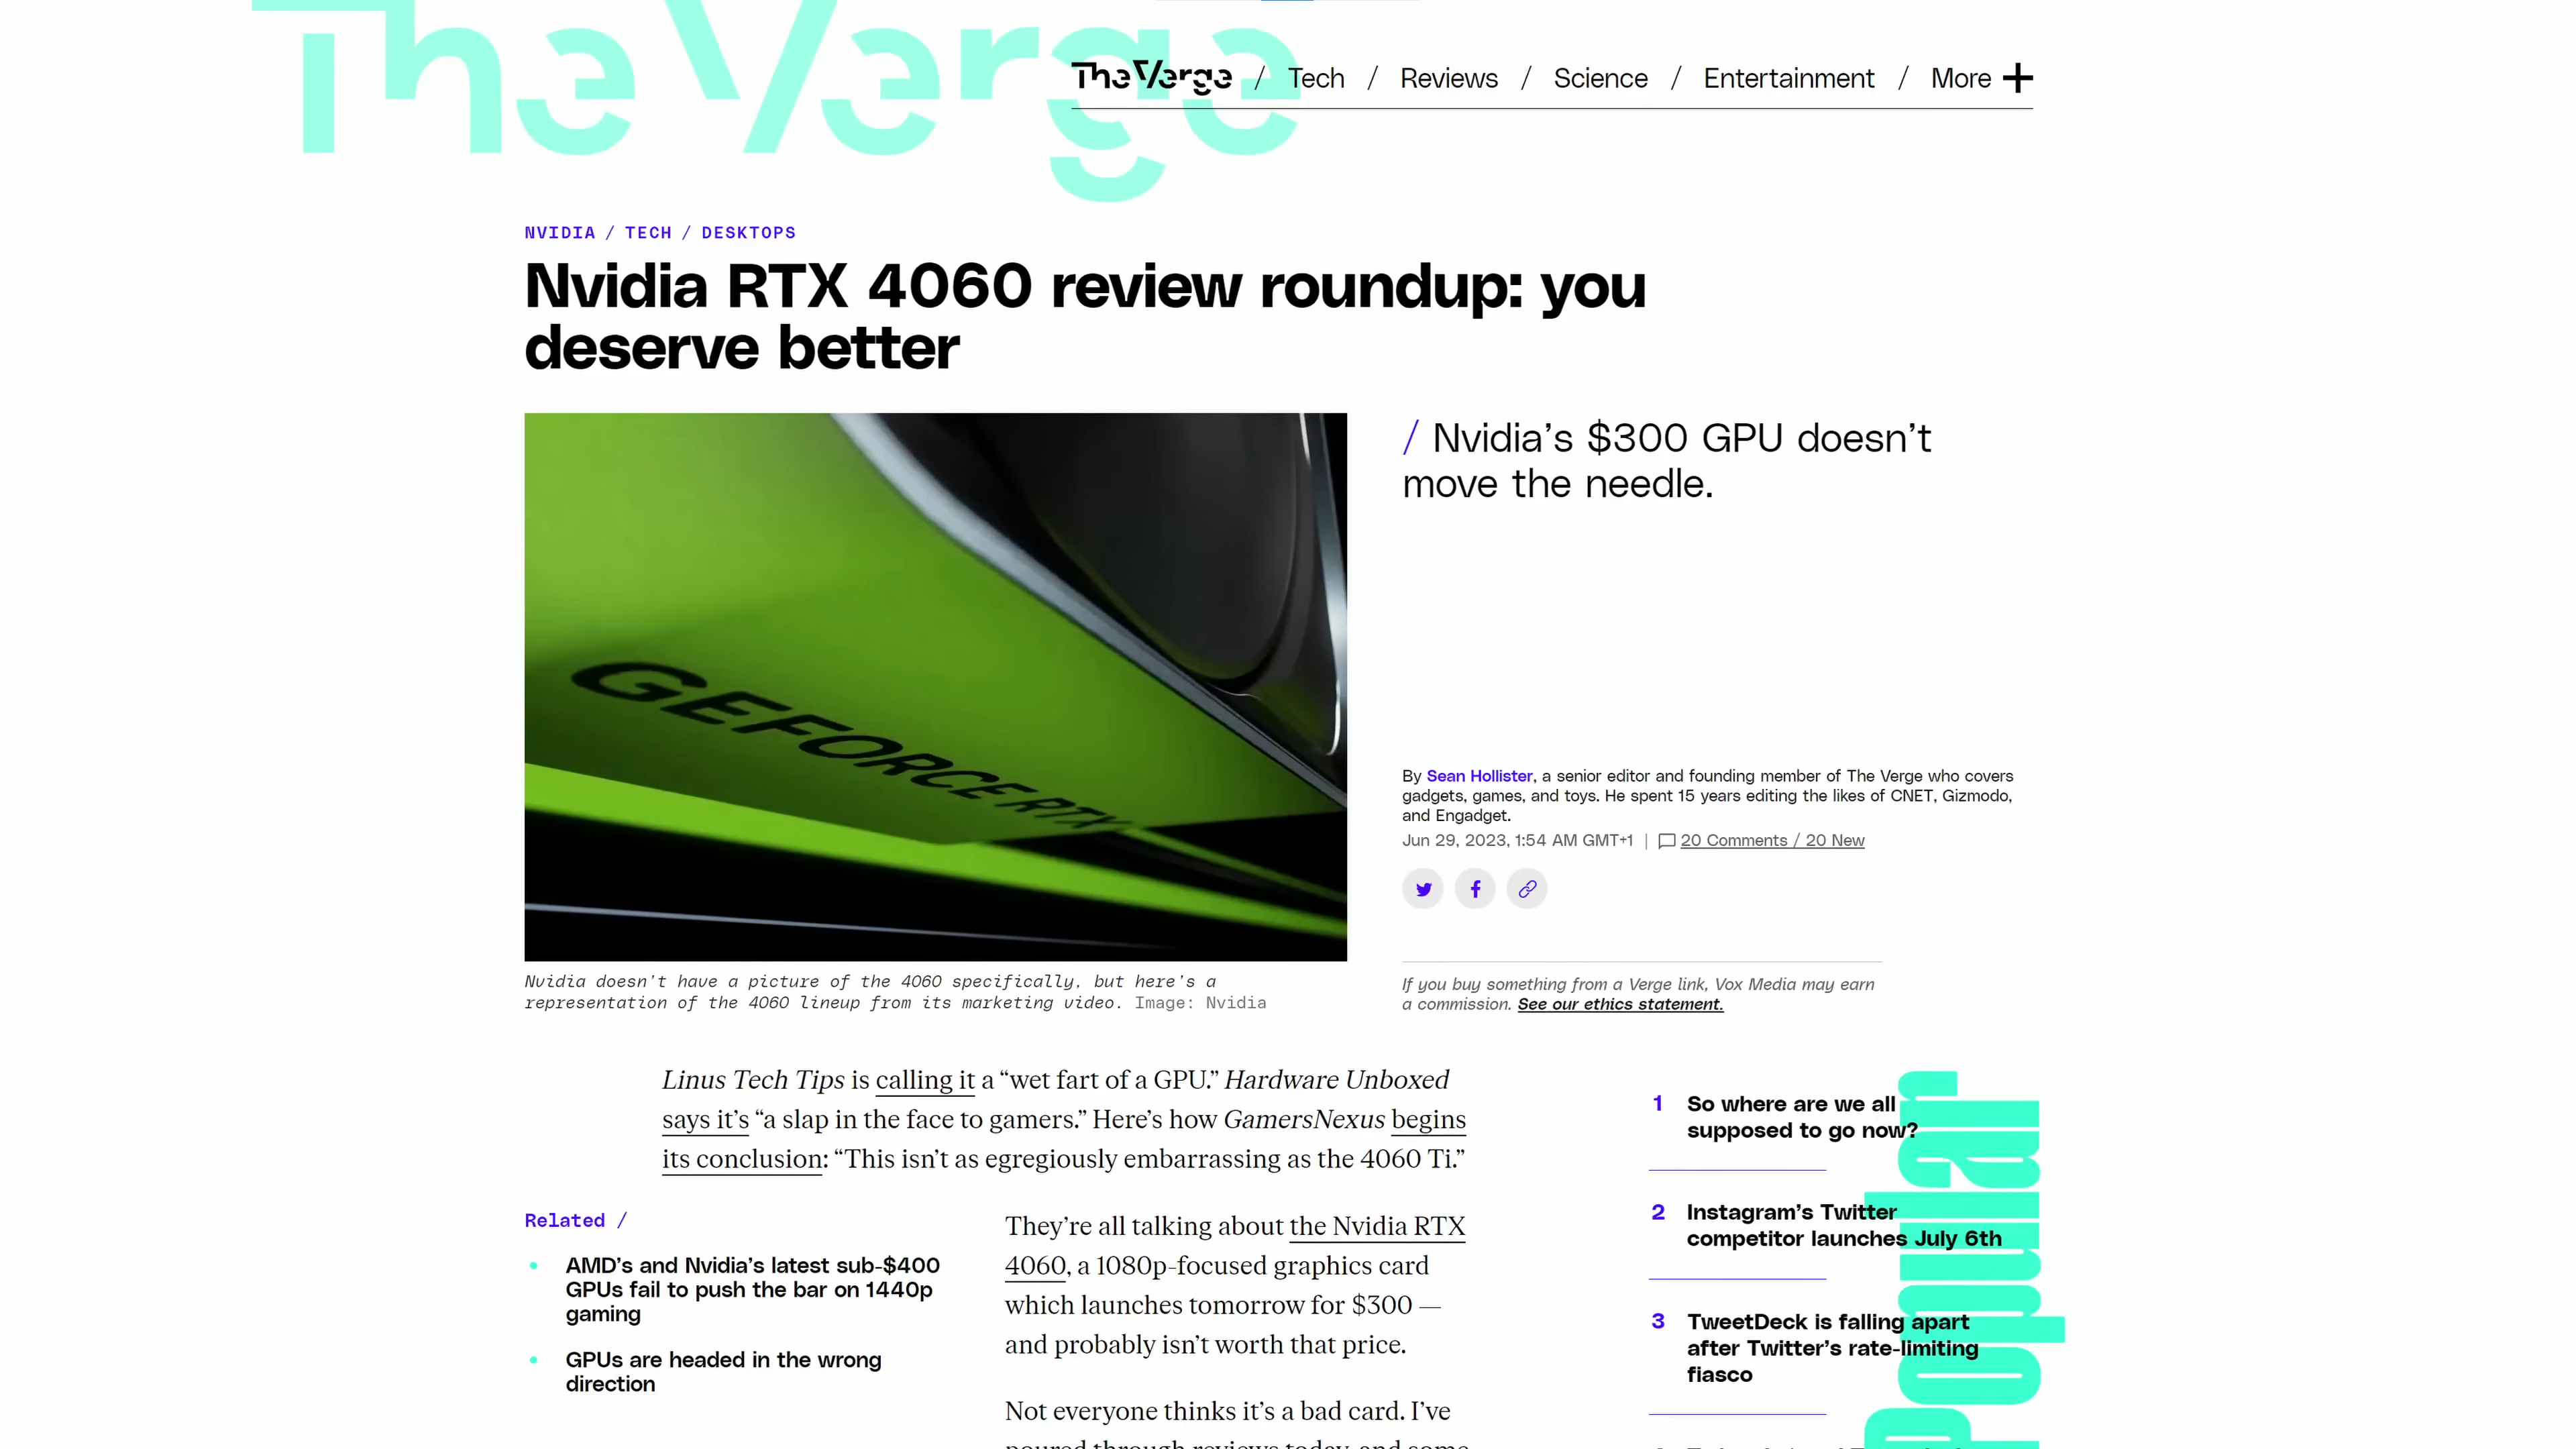 The Verge
The Verge / Tech / Reviews / Science / Entertainment / More +
NVIDIA / TECH / DESKTOPS
Nvidia RTX 4060 review roundup: you
deserve better
GEFORCE RTX
/ Nvidia’s $300 GPU doesn’t
move the needle.
By Sean Hollister, a senior editor and founding member of The Verge who covers
gadgets, games, and toys. He spent 15 years editing the likes of CNET, Gizmodo,
and Engadget.
Jun 29, 2023, 1:54 AM GMT+1 | 20 Comments / 20 New
Nvidia doesn’t have a picture of the 4060 specifically, but here’s a
representation of the 4060 lineup from its marketing video. Image: Nvidia
If you buy something from a Verge link, Vox Media may earn
a commission. See our ethics statement.
Linus Tech Tips is calling it a “wet fart of a GPU.” Hardware Unboxed
says it’s “a slap in the face to gamers.” Here’s how GamersNexus begins
its conclusion: “This isn’t as egregiously embarrassing as the 4060 Ti.”
Related /
AMD’s and Nvidia’s latest sub-$400
GPUs fail to push the bar on 1440p
gaming
GPUs are headed in the wrong
direction
They’re all talking about the Nvidia RTX
4060, a 1080p-focused graphics card
which launches tomorrow for $300 —
and probably isn’t worth that price.
Not everyone thinks it’s a bad card. I’ve
poured through reviews today, and some
Popular
1 So where are we all
supposed to go now?
2 Instagram’s Twitter
competitor launches July 6th
3 TweetDeck is falling apart
after Twitter’s rate-limiting
fiasco